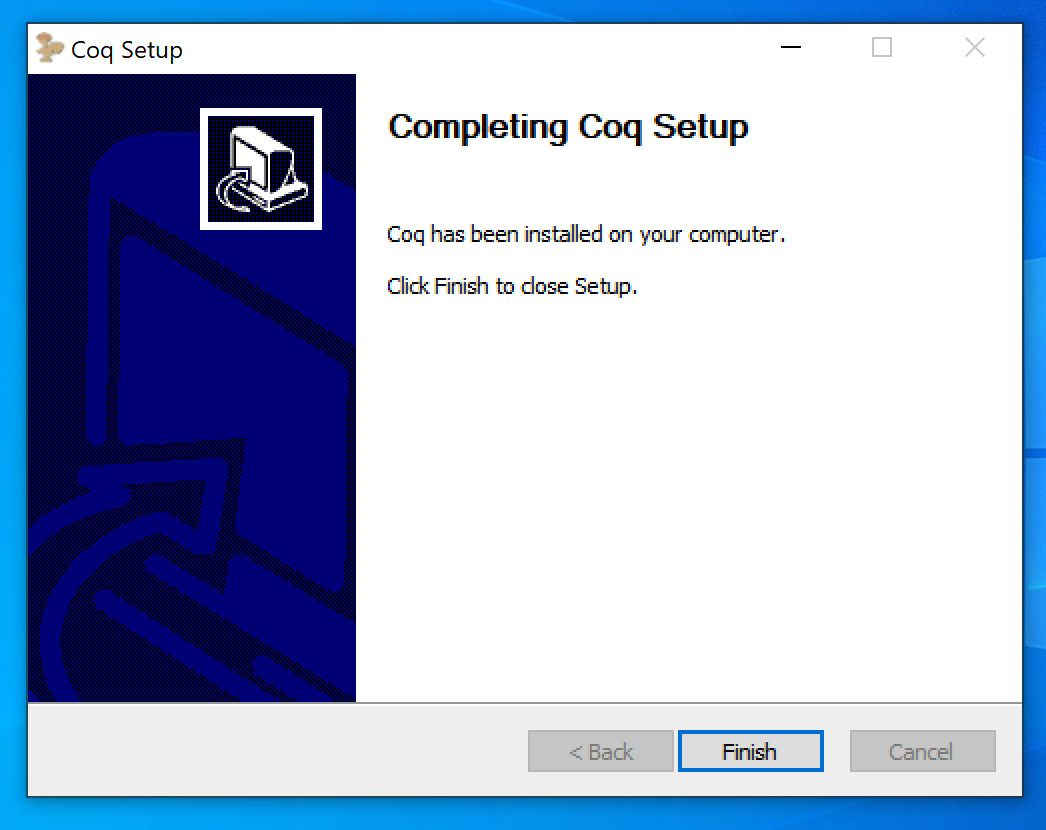 Coq Setup
Completing Coq Setup
Coq has been installed on your computer.
Click Finish to close Setup.
< Back
Finish
Cancel